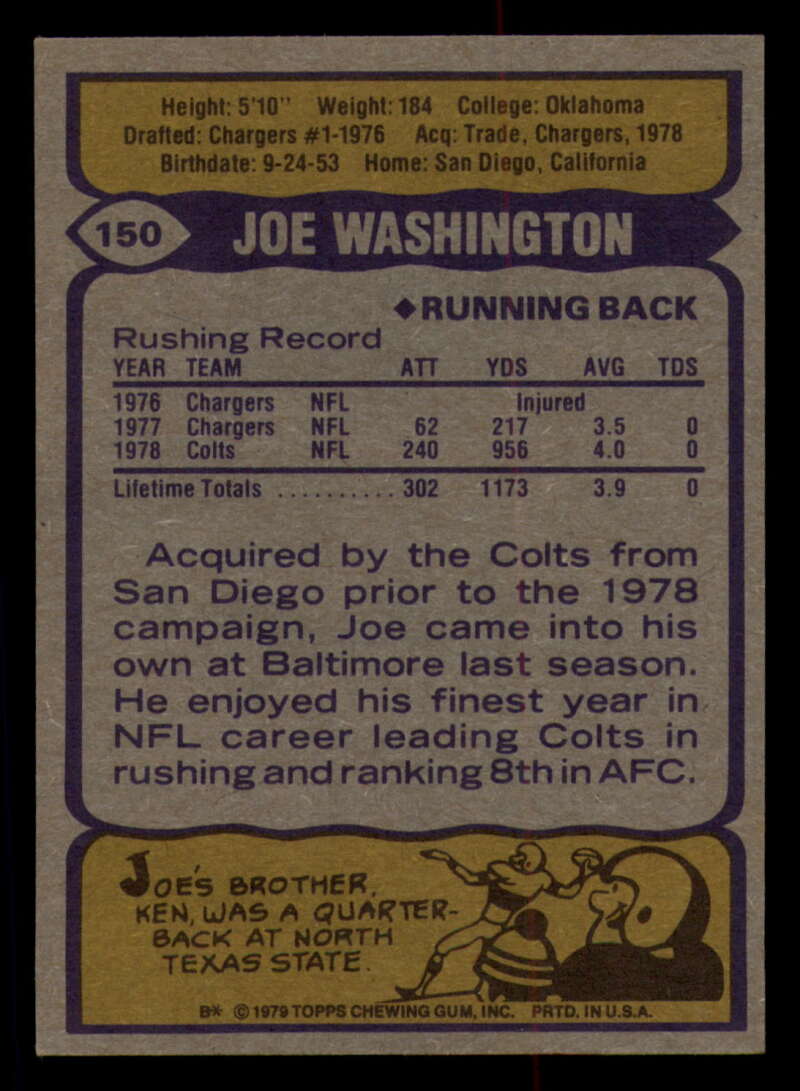 Height: 5'10" Weight: 184 College: Oklahoma
Drafted: Chargers #1-1976 Acq: Trade, Chargers, 1978
Birthdate: 9-24-53 Home: San Diego, California
150 JOE WASHINGTON
◆RUNNING BACK
Rushing Record
YEAR TEAM ATT YDS AVG TDS
1976 Chargers NFL Injured
1977 Chargers NFL 62 217 3.5 0
1978 Colts NFL 240 956 4.0 0
Lifetime Totals .......... 302 1173 3.9 0
Acquired by the Colts from
San Diego prior to the 1978
campaign, Joe came into his
own at Baltimore last season.
He enjoyed his finest year in
NFL career leading Colts in
rushing and ranking 8th in AFC.
JOE'S BROTHER,
KEN, WAS A QUARTER-
BACK AT NORTH
TEXAS STATE.
B* © 1979 TOPPS CHEWING GUM, INC. PRTD. IN U.S.A.